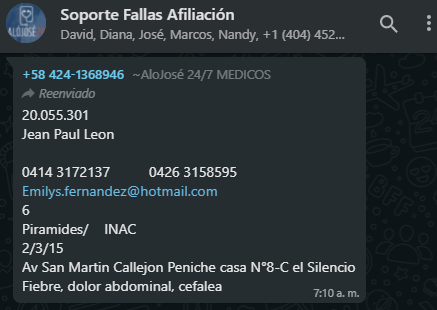 Soporte Fallas Afiliación
David, Diana, José, Marcos, Nandy, +1 (404) 452...
+58 424-1368946 ~AloJosé 24/7 MEDICOS
Reenviado
20.055.301
Jean Paul Leon
0414 3172137 0426 3158595
Emilys.fernandez@hotmail.com
6
Piramides/ INAC
2/3/15
Av San Martin Callejon Peniche casa N°8-C el Silencio
Fiebre, dolor abdominal, cefalea
7:10 a. m.